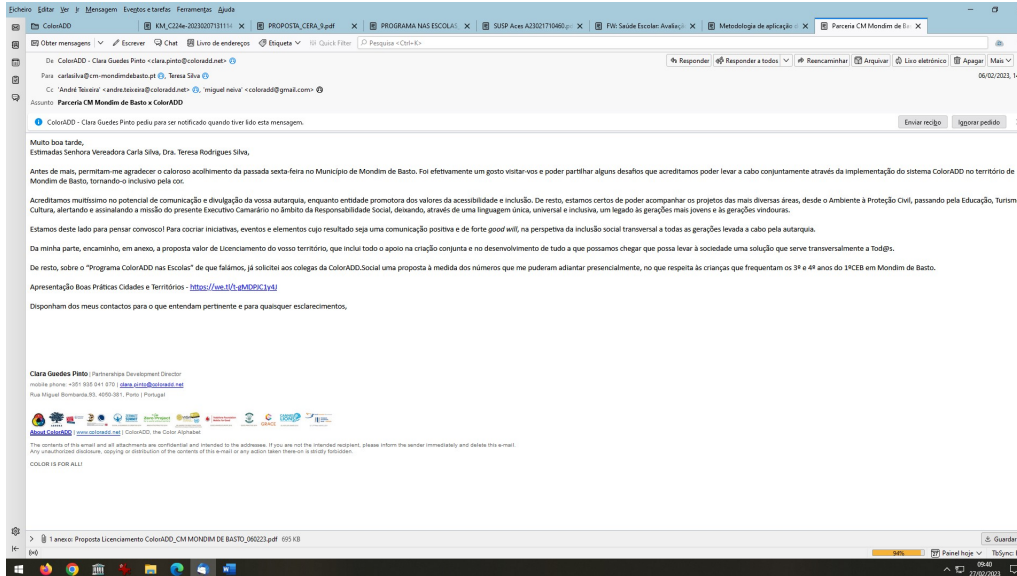 Ficheiro Editar Ver Ir Mensagem Eventos e tarefas Ferramentas Ajuda
ColorADD KM_C224e-20230207131114 PROPOSTA_CERA_9.pdf PROGRAMA NAS ESCOLAS, SUSP Aces A23021710460.p FW: Saúde Escolar: Avaliaçã Metodologia de aplicação Parceria CM Mondim de Ba
Obter mensagens Escrever Chat Livro de endereços Etiqueta Quick Filter Pesquisa <Ctrl+K>
De ColorADD - Clara Guedes Pinto <clara.pinto@coloradd.net> Responder Responder a todos Reencaminhar Arquivar Lixo eletrónico Apagar Mais
Para carlasilva@cm-mondimdebasto.pt, Teresa Silva 06/02/2023, 1
Cc 'André Teixeira' <andre.teixeira@coloradd.net>, 'miguel neiva' <coloradd@gmail.com>
Assunto Parceria CM Mondim de Basto x ColorADD
ColorADD - Clara Guedes Pinto pediu para ser notificado quando tiver lido esta mensagem. Enviar recibo Ignorar pedido
Muito boa tarde,
Estimadas Senhora Vereadora Carla Silva, Dra. Teresa Rodrigues Silva,
Antes de mais, permitam-me agradecer o caloroso acolhimento da passada sexta-feira no Município de Mondim de Basto. Foi efetivamente um gosto visitar-vos e poder partilhar alguns desafios que acreditamos poder levar a cabo conjuntamente através da implementação do sistema ColorADD no território de
Mondim de Basto, tornando-o inclusivo pela cor.
Acreditamos muitíssimo no potencial de comunicação e divulgação da vossa autarquia, enquanto entidade promotora dos valores da acessibilidade e inclusão. De resto, estamos certos de poder acompanhar os projetos das mais diversas áreas, desde o Ambiente à Proteção Civil, passando pela Educação, Turism
Cultura, alertando e assinalando a missão do presente Executivo Camarário no âmbito da Responsabilidade Social, deixando, através de uma linguagem única, universal e inclusiva, um legado às gerações mais jovens e às gerações vindouras.
Estamos deste lado para pensar convosco! Para cocriar iniciativas, eventos e elementos cujo resultado seja uma comunicação positiva e de forte good will, na perspetiva da inclusão social transversal a todas as gerações levada a cabo pela autarquia.
Da minha parte, encaminho, em anexo, a proposta valor de Licenciamento do vosso território, que inclui todo o apoio na criação conjunta e no desenvolvimento de tudo a que possamos chegar que possa levar à sociedade uma solução que serve transversalmente a Tod@s.
De resto, sobre o "Programa ColorADD nas Escolas" de que falámos, já solicitei aos colegas da ColorADD.Social uma proposta à medida dos números que me puderam adiantar presencialmente, no que respeita às crianças que frequentam os 3º e 4º anos do 1ºCEB em Mondim de Basto.
Apresentação Boas Práticas Cidades e Territórios - https://we.tl/t-gMDPJC1y4J
Disponham dos meus contactos para o que entendam pertinente e para quaisquer esclarecimentos,
Clara Guedes Pinto | Partnerships Development Director
mobile phone: +351 935 041 070 | clara.pinto@coloradd.net
Rua Miguel Bombarda,93, 4050-381, Porto | Portugal
GRACE
About ColorADD | www.coloradd.net | ColorADD. the Color Alphabet
The contents of this email and all attachments are confidential and intended to the addressee. If you are not the intended recipient, please inform the sender immediately and delete this e-mail.
Any unauthorized disclosure, copying or distribution of the contents of this e-mail or any action taken there-on is strictly forbidden.
COLOR IS FOR ALL!
1 anexo: Proposta Licenciamento ColorADD_CM MONDIM DE BASTO_060223.pdf 695 KB Guardar
94% 27 Painel hoje TbSync:
09:40
27/02/2023